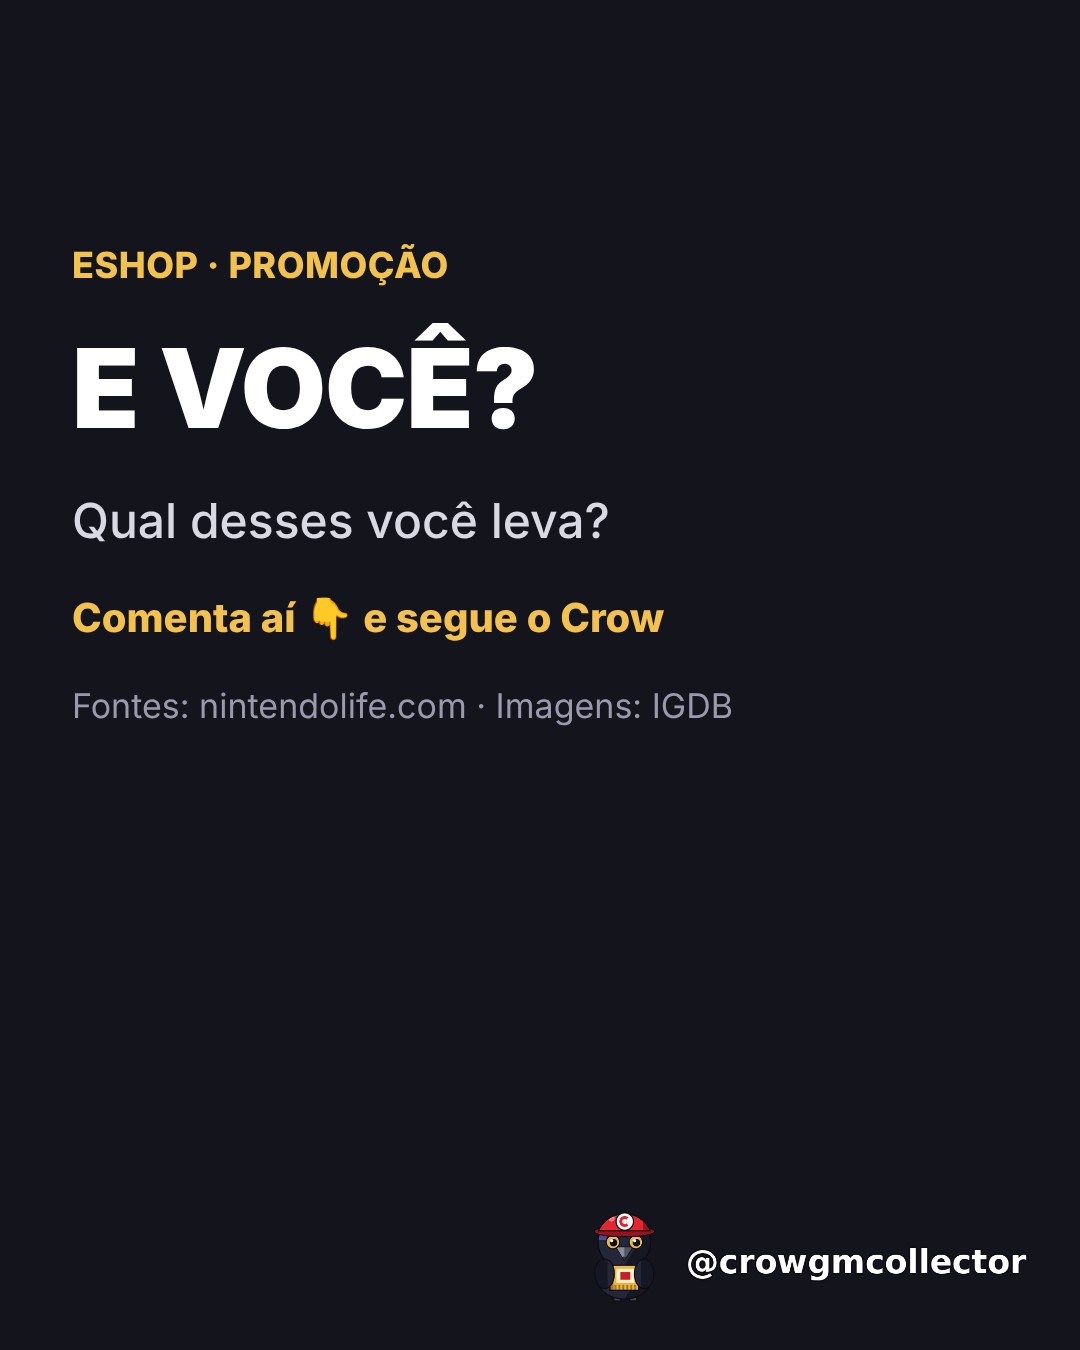 ESHOP · PROMOÇÃO
E VOCÊ?
Qual desses você leva?
Comenta aí 👇 e segue o Crow
Fontes: nintendolife.com · Imagens: IGDB
C
@crowgmcollector